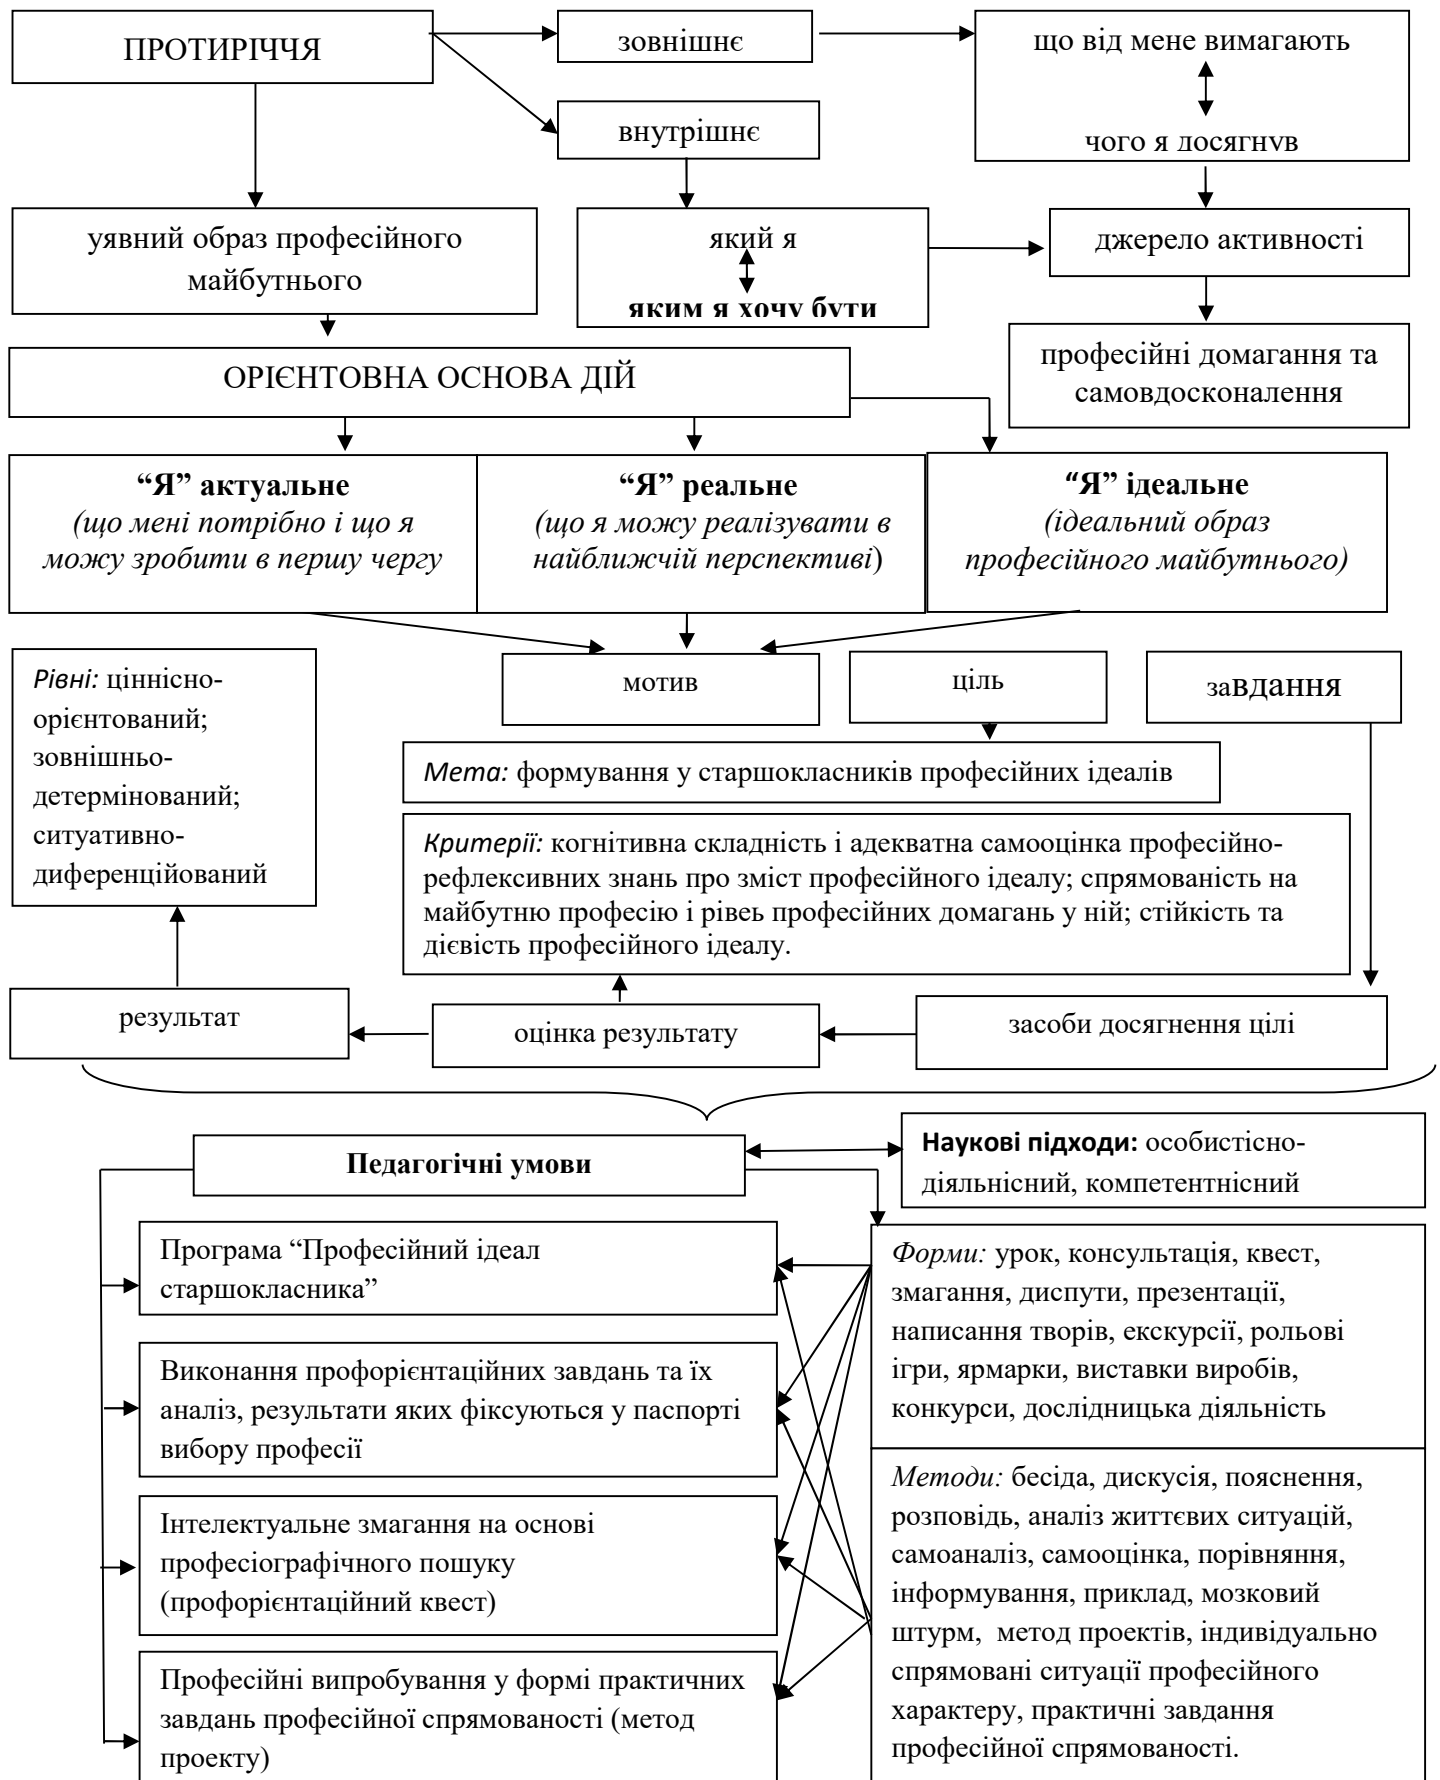 ПРОТИРІЧЧЯ
зовнішнє
що від мене вимагають
чого я досягнув
внутрішнє
уявний образ професійного
майбутнього
який я
яким я хочу бути
джерело активності
професійні домагання та
самовдосконалення
ОРІЄНТОВНА ОСНОВА ДІЙ
“Я” актуальне
(що мені потрібно і що я
можу зробити в першу чергу
“Я” реальне
(що я можу реалізувати в
найближчій перспективі)
“Я” ідеальне
(ідеальний образ
професійного майбутнього)
мотив
ціль
завдання
Рівні: ціннісно-
орієнтований;
зовнішньо-
детермінований;
ситуативно-
диференційований
Мета: формування у старшокласників професійних ідеалів
Критерії: когнітивна складність і адекватна самооцінка професійно-
рефлексивних знань про зміст професійного ідеалу; спрямованість на
майбутню професію і рівеь професійних домагань у ній; стійкість та
дієвість професійного ідеалу.
результат
оцінка результату
засоби досягнення цілі
Педагогічні умови
Наукові підходи: особистісно-
діяльнісний, компетентнісний
Програма “Професійний ідеал
старшокласника”
Виконання профорієнтаційних завдань та їх
аналіз, результати яких фіксуються у паспорті
вибору професії
Інтелектуальне змагання на основі
професіографічного пошуку
(профорієнтаційний квест)
Професійні випробування у формі практичних
завдань професійної спрямованості (метод
проекту)
Форми: урок, консультація, квест,
змагання, диспути, презентації,
написання творів, екскурсії, рольові
ігри, ярмарки, виставки виробів,
конкурси, дослідницька діяльність
Методи: бесіда, дискусія, пояснення,
розповідь, аналіз життєвих ситуацій,
самоаналіз, самооцінка, порівняння,
інформування, приклад, мозковий
штурм, метод проектів, індивідуально
спрямовані ситуації професійного
характеру, практичні завдання
професійної спрямованості.